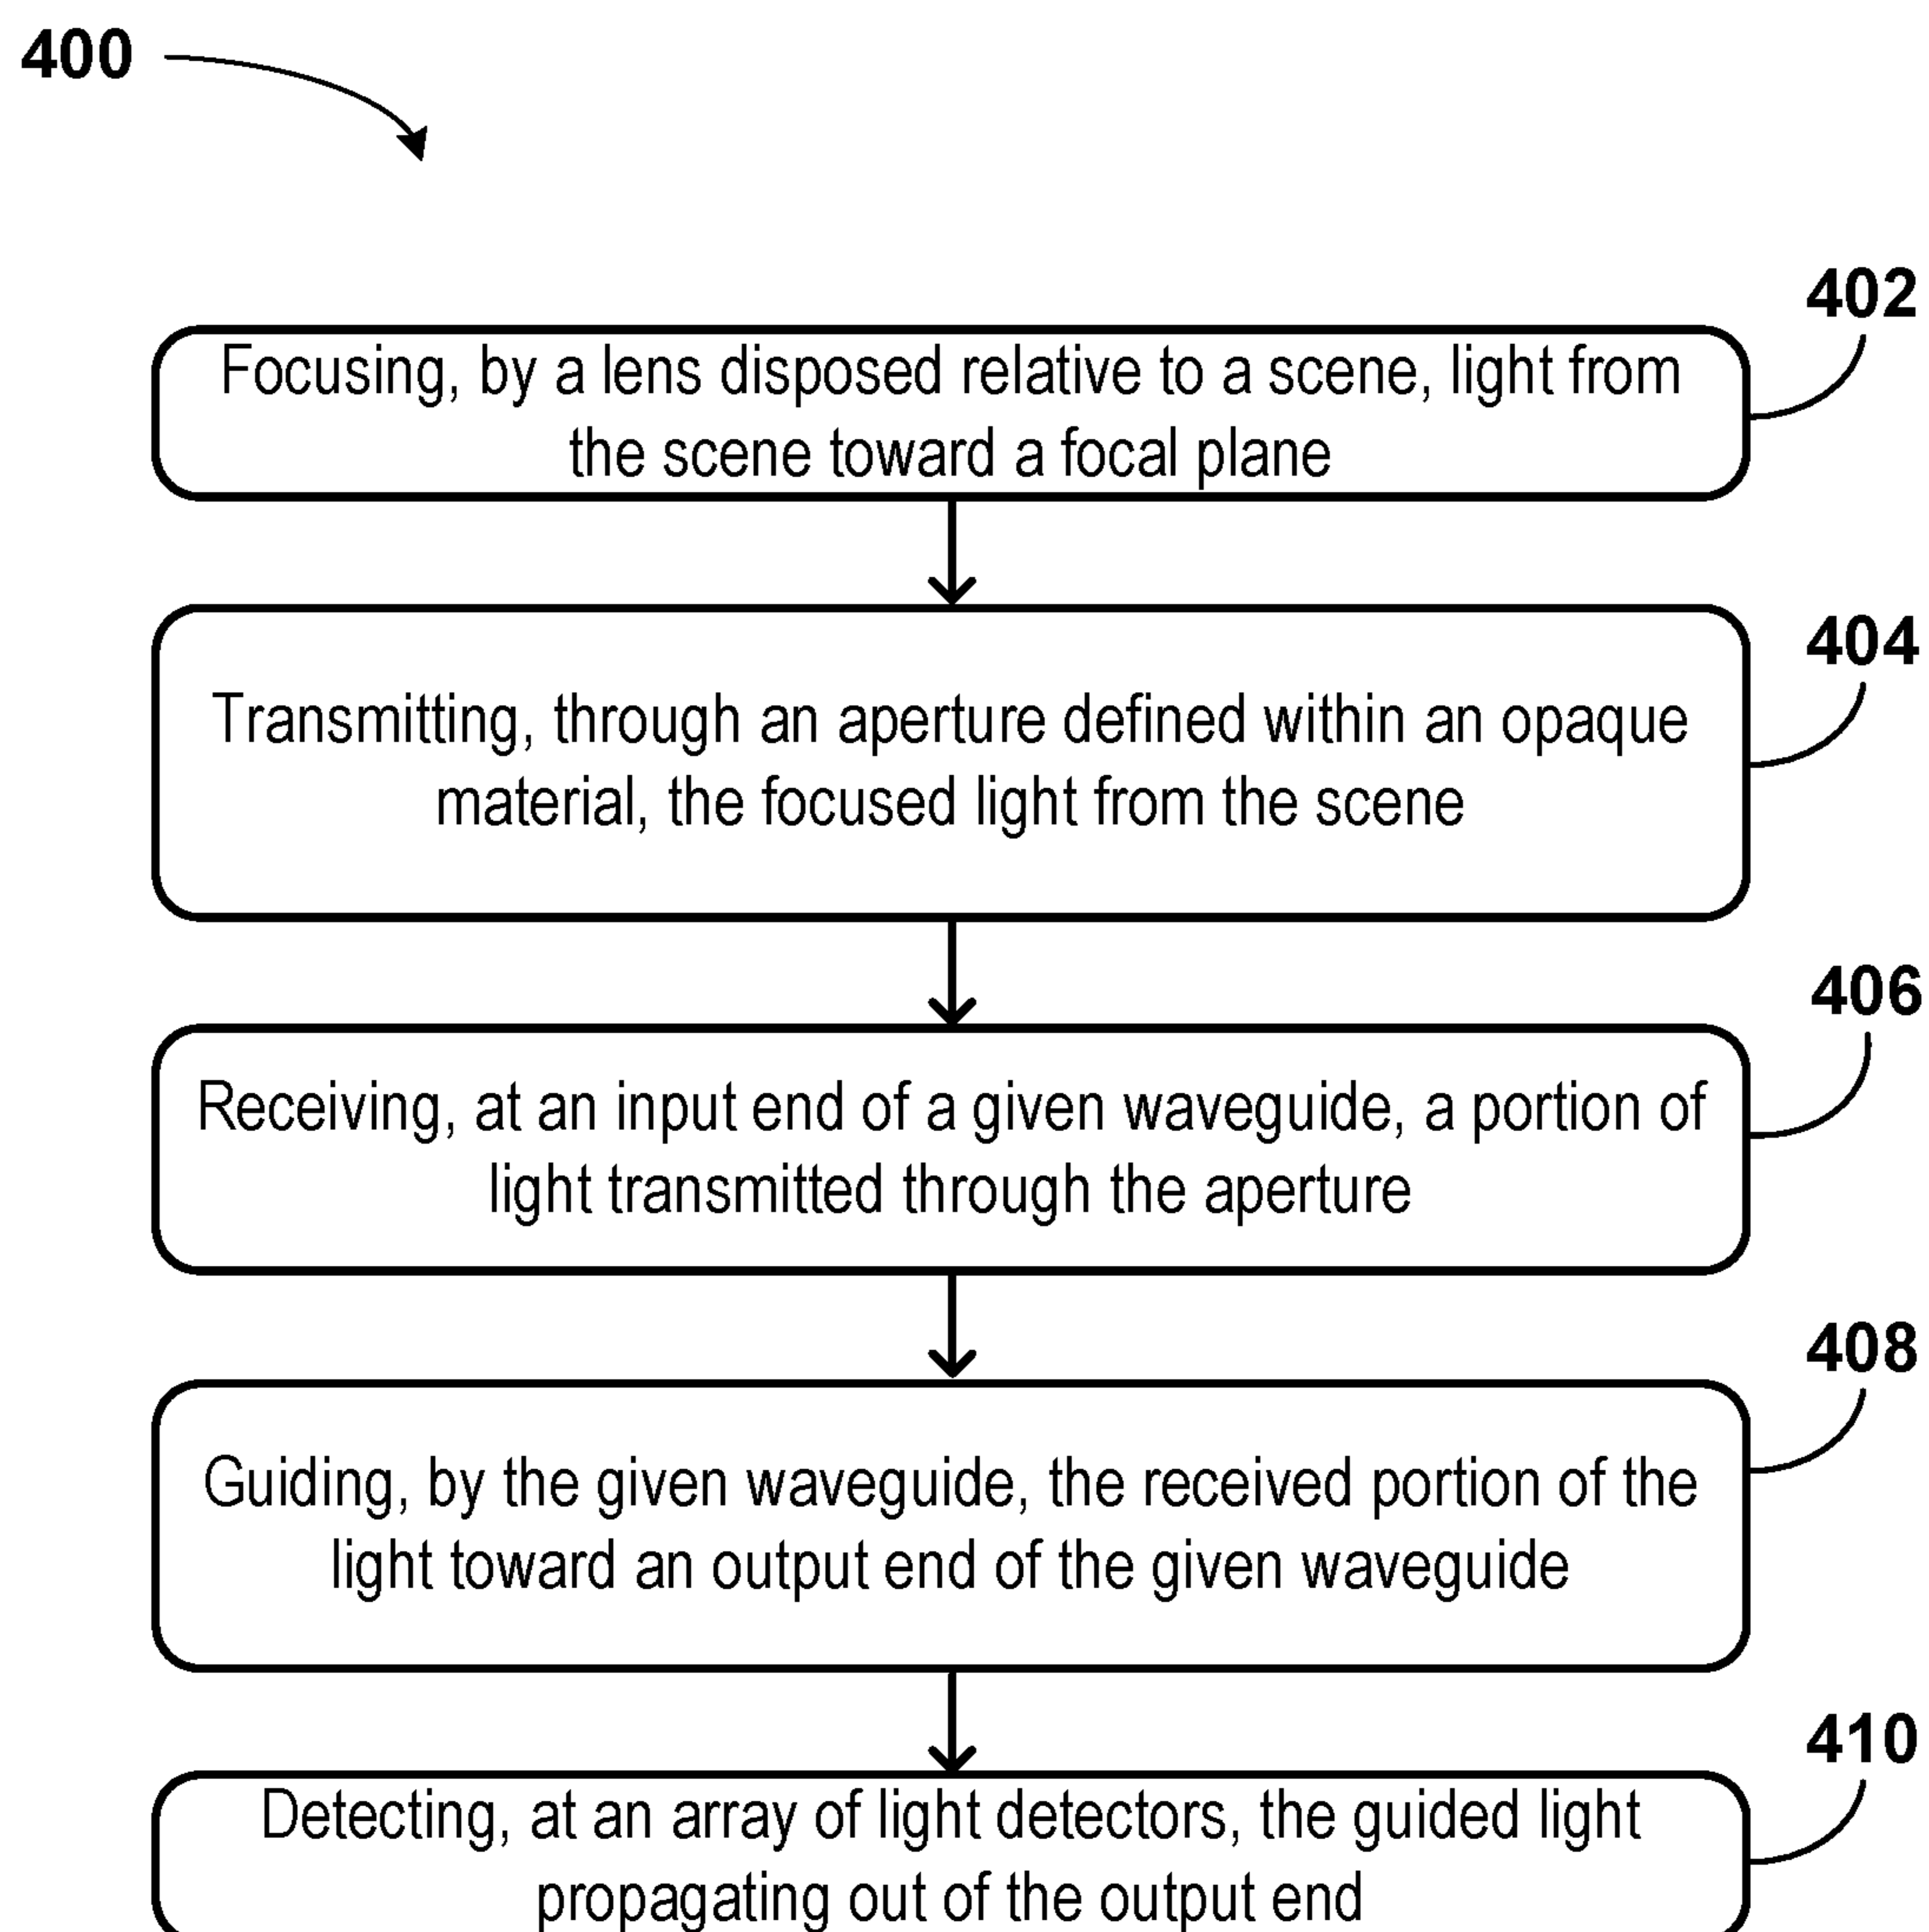 400
402
Focusing, by a lens disposed relative to a scene, light from
the scene toward a focal plane
404
Transmitting, through an aperture defined within an opaque
material, the focused light from the scene
406
Receiving, at an input end of a given waveguide, a portion of
light transmitted through the aperture
408
Guiding, by the given waveguide, the received portion of the
light toward an output end of the given waveguide
410
Detecting, at an array of light detectors, the guided light
propagating out of the output end